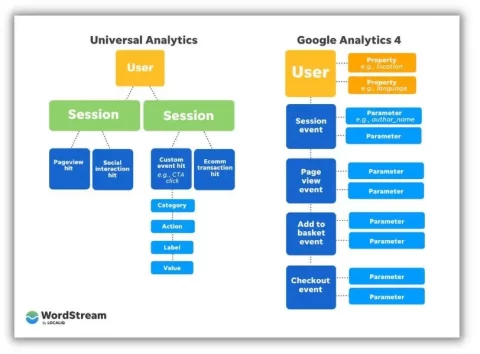 Universal Analytics
User
Session
Session
Pageview
hit
Social
interaction
hit
Custom
event hit
e.g., CTA
click
Ecomm
transaction
hit
Category
Action
Label
Value
Google Analytics 4
User
Property
e.g., location
Property
e.g., language
Session
event
Parameter
e.g., author_name
Parameter
Page
view
event
Parameter
Parameter
Add to
basket
event
Parameter
Parameter
Checkout
event
Parameter
Parameter
WordStream
by LOCALiQ